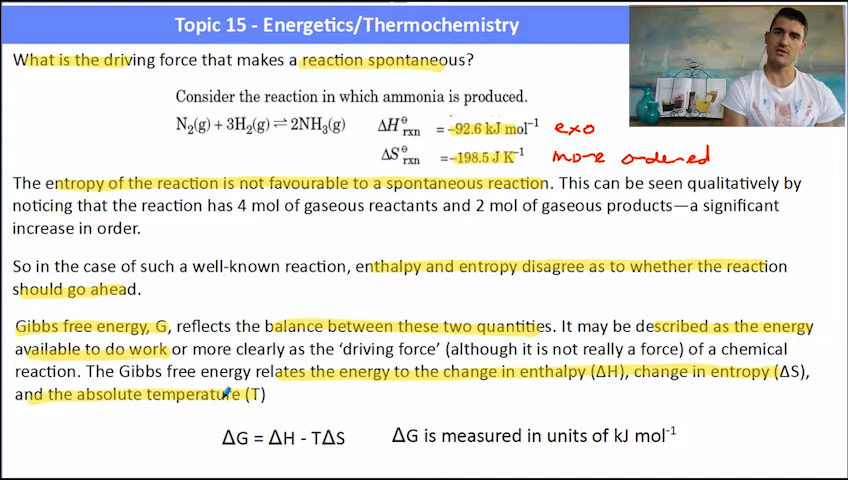 Topic 15 - Energetics/Thermochemistry
What is the driving force that makes a reaction spontaneous?
Consider the reaction in which ammonia is produced.
N₂(g) + 3H₂(g) ⇌ 2NH₃(g) ΔH⊖rxn = -92.6 kJ mol⁻¹ exo
ΔS⊖rxn = -198.5 J K⁻¹ more ordered
The entropy of the reaction is not favourable to a spontaneous reaction. This can be seen qualitatively by
noticing that the reaction has 4 mol of gaseous reactants and 2 mol of gaseous products—a significant
increase in order.
So in the case of such a well-known reaction, enthalpy and entropy disagree as to whether the reaction
should go ahead.
Gibbs free energy, G, reflects the balance between these two quantities. It may be described as the energy
available to do work or more clearly as the ‘driving force’ (although it is not really a force) of a chemical
reaction. The Gibbs free energy relates the energy to the change in enthalpy (ΔH), change in entropy (ΔS),
and the absolute temperature (T)
ΔG = ΔH - TΔS ΔG is measured in units of kJ mol⁻¹